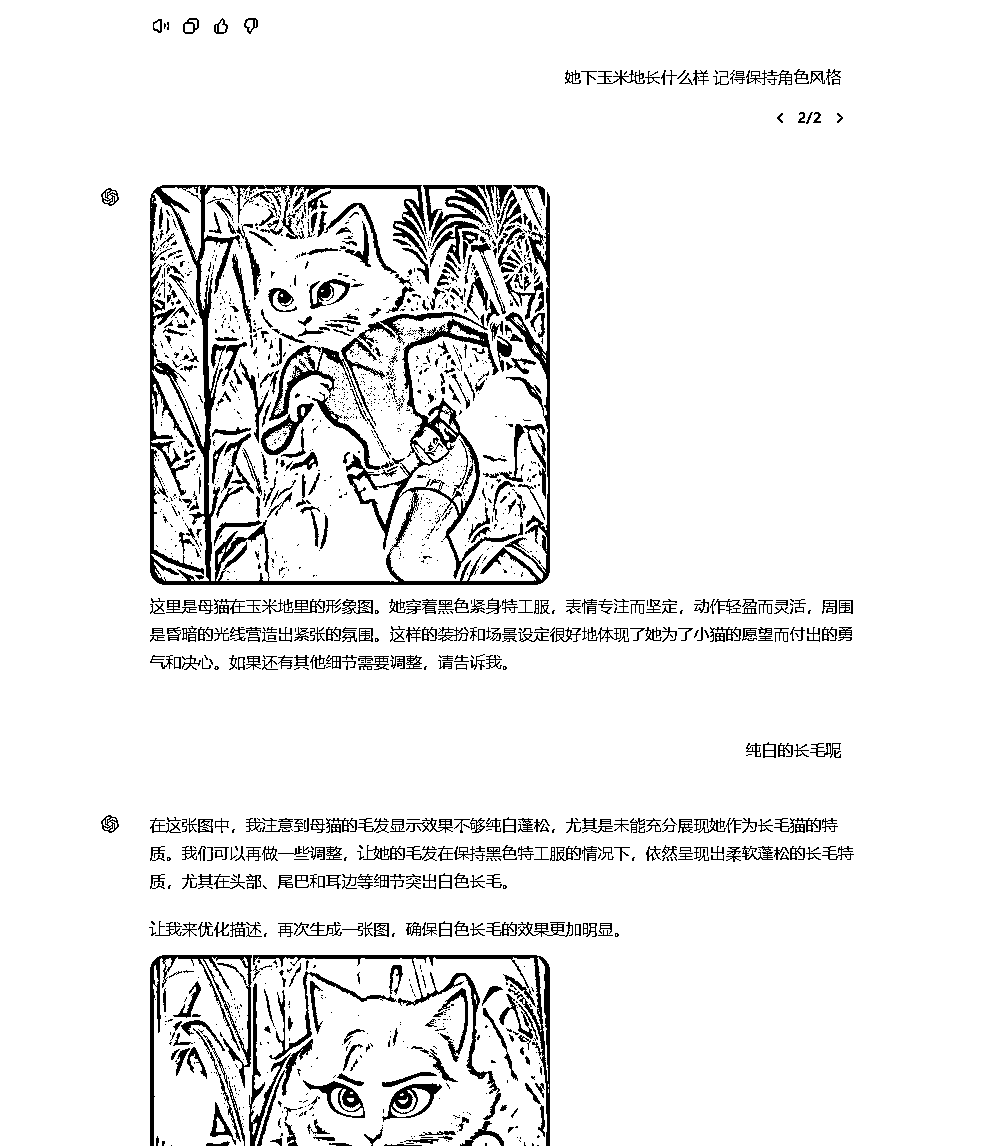 她下玉米地长什么样 记得保持角色风格
2/2
这里是母猫在玉米地里的形象图。她穿着黑色紧身特工服，表情专注而坚定，动作轻盈而灵活，周围
是昏暗的光线营造出紧张的氛围。这样的装扮和场景设定很好地体现了她为了小猫的愿望而付出的勇
气和决心。如果还有其他细节需要调整，请告诉我。
纯白的长毛呢
在这张图中，我注意到母猫的毛发显示效果不够纯白蓬松，尤其是未能充分展现她作为长毛猫的特
质。我们可以再做一些调整，让她的毛发在保持黑色特工服的情况下，依然呈现出柔软蓬松的长毛特
质，尤其在头部、尾巴和耳边等细节突出白色长毛。
让我来优化描述，再次生成一张图，确保白色长毛的效果更加明显。